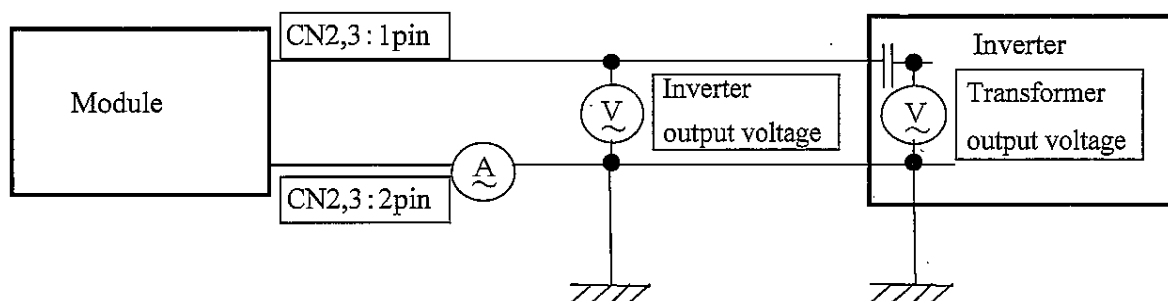 CN2,3 : 1pin
Inverter
Module
Inverter
output voltage
V
~
V
~
Transformer
output voltage
A
~
CN2,3 : 2pin